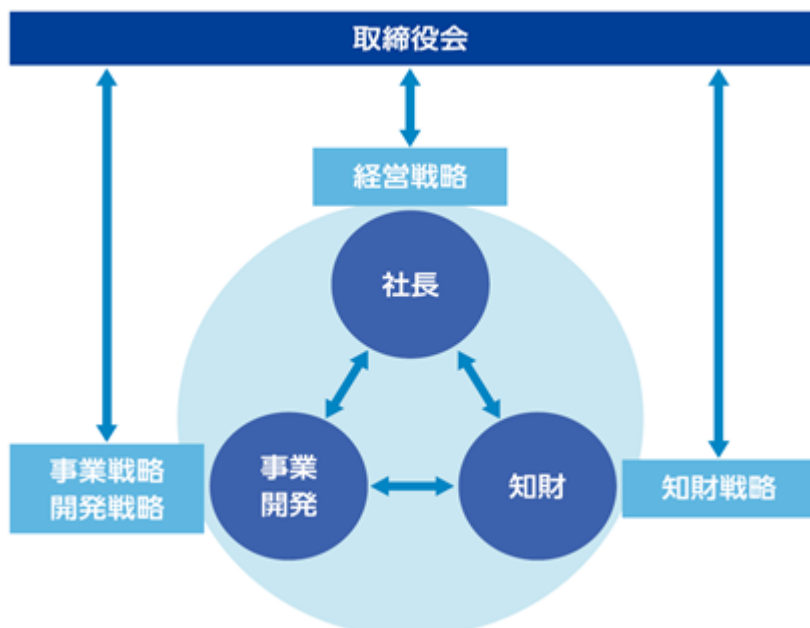 取締役会
経営戦略
社長
事業戦略
開発戦略
事業
開発
知財
知財戦略